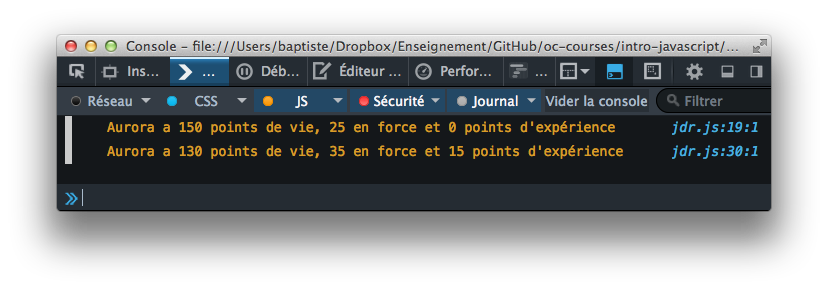 Console - file:///Users/baptiste/Dropbox/Enseignement/GitHub/oc-courses/intro-javascript/...
Ins... ... Déb... Éditeur ... Perfor... ...
Réseau CSS JS Sécurité Journal Vider la console Filtrer
Aurora a 150 points de vie, 25 en force et 0 points d'expérience jdr.js:19:1
Aurora a 130 points de vie, 35 en force et 15 points d'expérience jdr.js:30:1
»